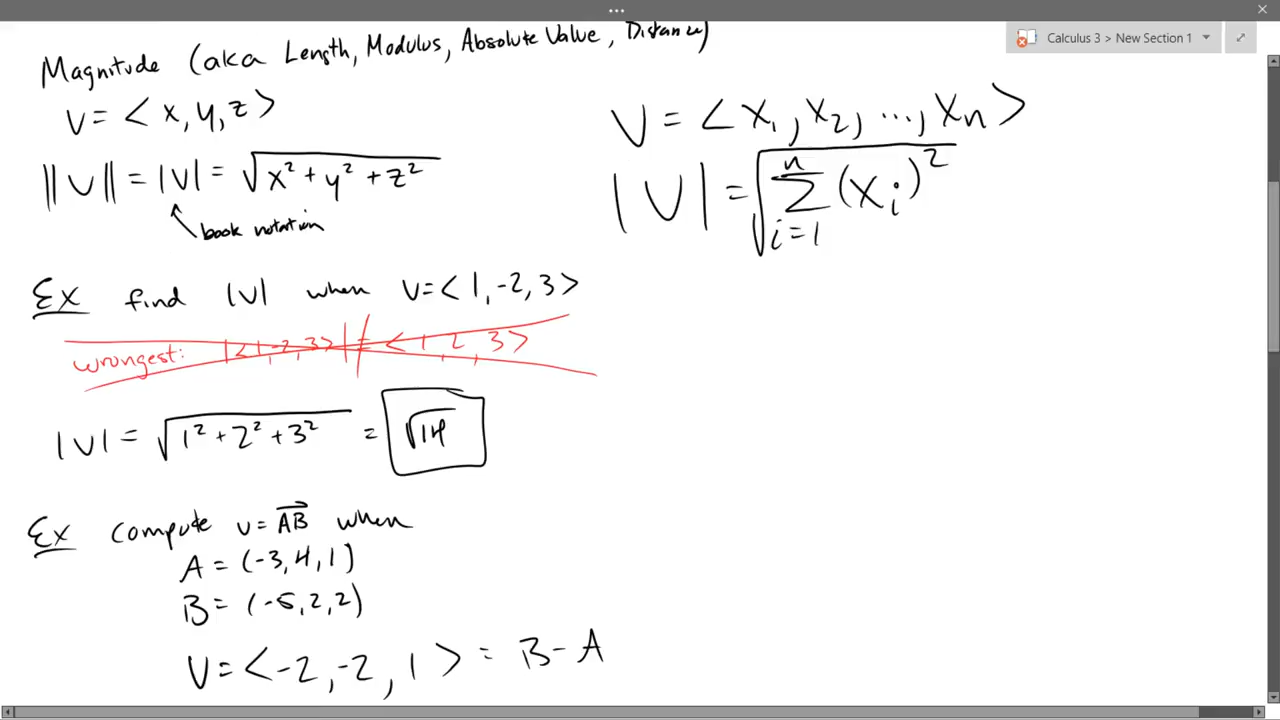 Calculus 3 > New Section 1
Magnitude (aka Length, Modulus, Absolute Value, Distance)
V = < x, y, z >
||V|| = |V| = √x² + y² + z²
book notation
V = < x₁, x₂, ..., xₙ >
|V| = √∑ⁿᵢ₌₁ (xᵢ)²
Ex find |V| when V = < 1, -2, 3 >
wrongest: |< 1, -2, 3 >| = < 1, 2, 3 >
|V| = √1² + 2² + 3² = √14
Ex compute v = AB when
A = (-3, 4, 1)
B = (-5, 2, 2)
V = < -2, -2, 1 > = B - A